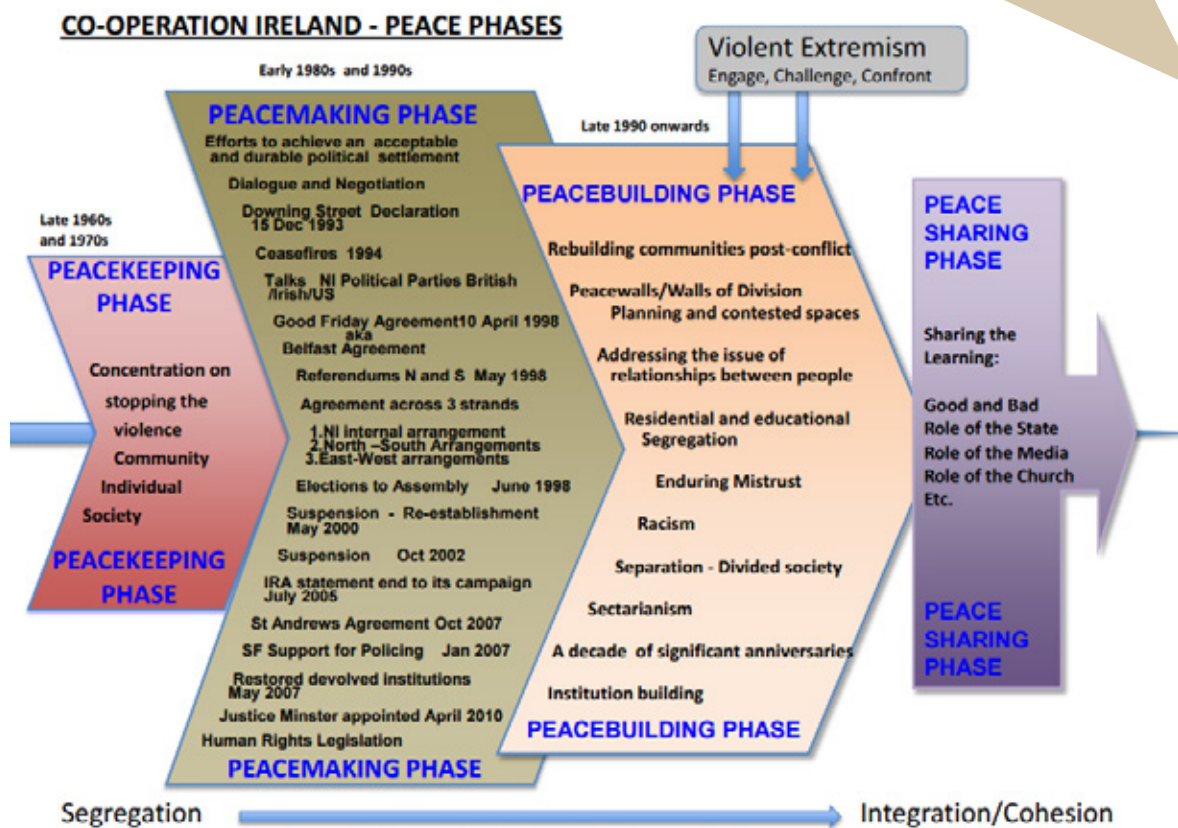 CO-OPERATION IRELAND - PEACE PHASES
Late 1960s
and 1970s
PEACEKEEPING
PHASE
Concentration on
stopping the
violence
Community
Individual
Society
PEACEKEEPING
PHASE
Early 1980s and 1990s
PEACEMAKING PHASE
Efforts to achieve an acceptable
and durable political settlement
Dialogue and Negotiation
Downing Street Declaration
15 Dec 1993
Ceasefires 1994
Talks NI Political Parties British
/Irish/US
Good Friday Agreement10 April 1998
aka
Belfast Agreement
Referendums N and S May 1998
Agreement across 3 strands
1.NI internal arrangement
2.North –South Arrangements
3.East-West arrangements
Elections to Assembly June 1998
Suspension - Re-establishment
May 2000
Suspension Oct 2002
IRA statement end to its campaign
July 2005
St Andrews Agreement Oct 2007
SF Support for Policing Jan 2007
Restored devolved institutions
May 2007
Justice Minster appointed April 2010
Human Rights Legislation
PEACEMAKING PHASE
Violent Extremism
Engage, Challenge, Confront
Late 1990 onwards
PEACEBUILDING PHASE
Rebuilding communities post-conflict
Peacewalls/Walls of Division
Planning and contested spaces
Addressing the issue of
relationships between people
Residential and educational
Segregation
Enduring Mistrust
Racism
Separation - Divided society
Sectarianism
A decade of significant anniversaries
Institution building
PEACEBUILDING PHASE
PEACE
SHARING
PHASE
Sharing the
Learning:
Good and Bad
Role of the State
Role of the Media
Role of the Church
Etc.
PEACE
SHARING
PHASE
Segregation
Integration/Cohesion